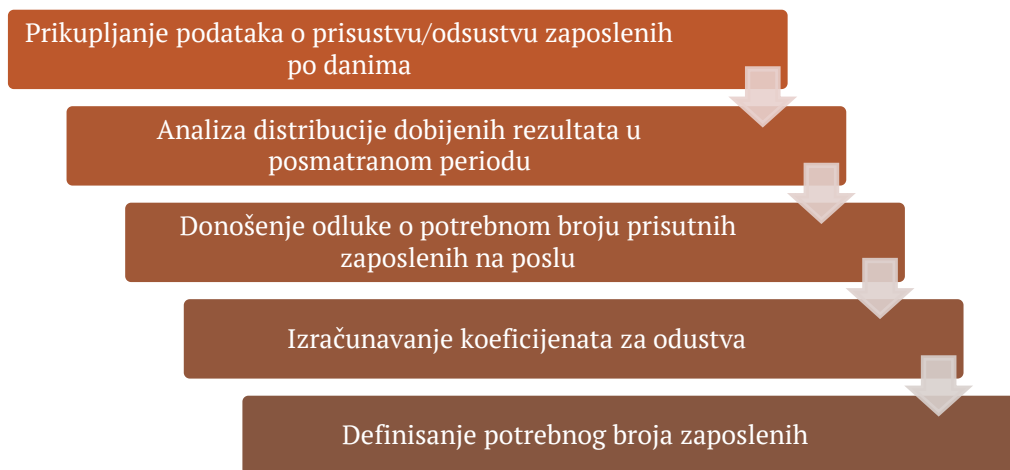 Prikupljanje podataka o prisustvu/odsustvu zaposlenih
po danima
Analiza distribucije dobijenih rezultata u
posmatranom periodu
Donošenje odluke o potrebnom broju prisutnih
zaposlenih na poslu
Izračunavanje koeficijenata za odustva
Definisanje potrebnog broja zaposlenih